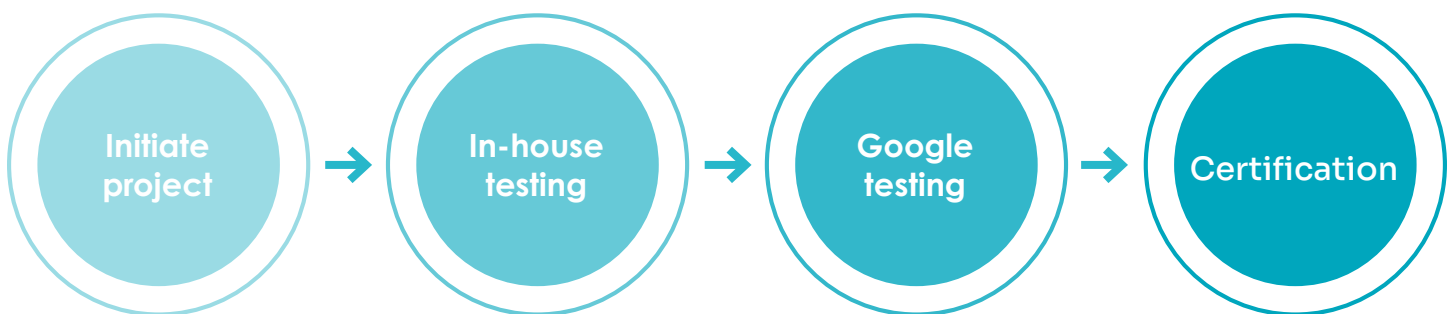 Initiate
project
In-house
testing
Google
testing
Certification